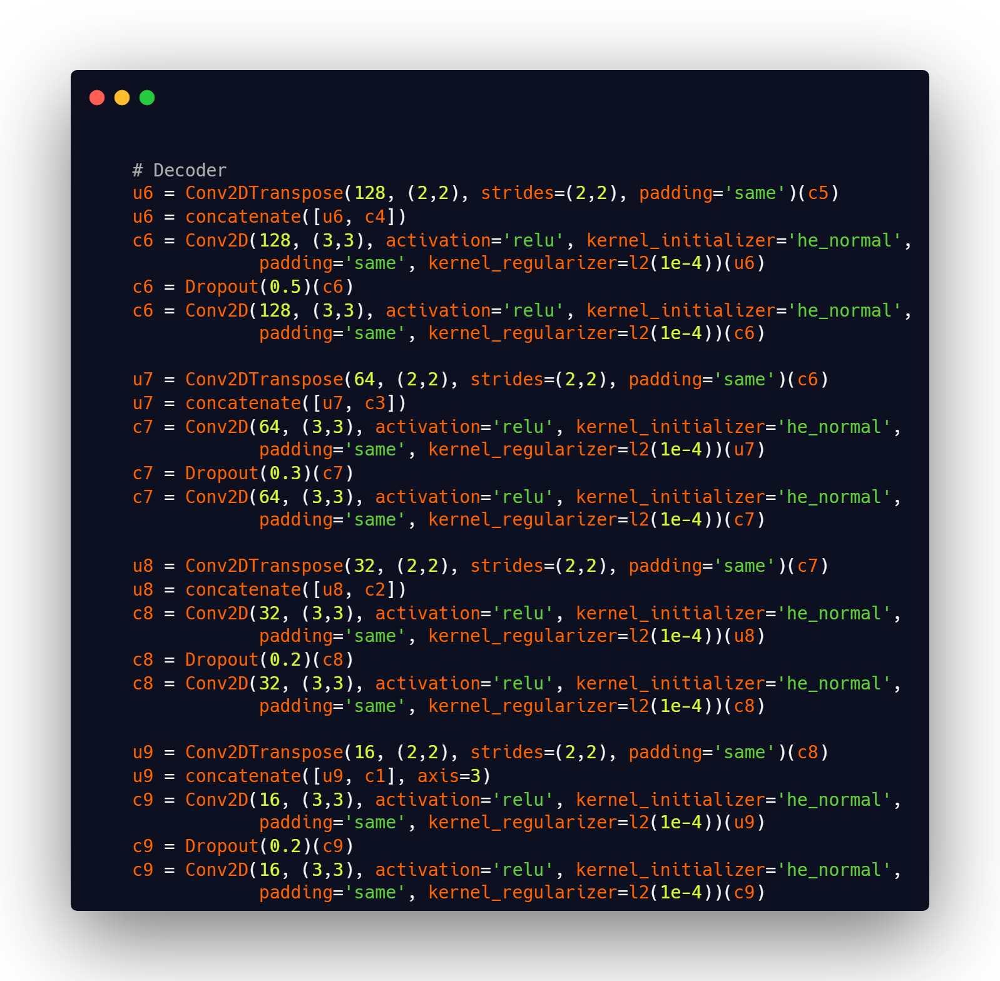 # Decoder
u6 = Conv2DTranspose(128, (2,2), strides=(2,2), padding='same')(c5)
u6 = concatenate([u6, c4])
c6 = Conv2D(128, (3,3), activation='relu', kernel_initializer='he_normal',
            padding='same', kernel_regularizer=l2(1e-4))(u6)
c6 = Dropout(0.5)(c6)
c6 = Conv2D(128, (3,3), activation='relu', kernel_initializer='he_normal',
            padding='same', kernel_regularizer=l2(1e-4))(c6)

u7 = Conv2DTranspose(64, (2,2), strides=(2,2), padding='same')(c6)
u7 = concatenate([u7, c3])
c7 = Conv2D(64, (3,3), activation='relu', kernel_initializer='he_normal',
            padding='same', kernel_regularizer=l2(1e-4))(u7)
c7 = Dropout(0.3)(c7)
c7 = Conv2D(64, (3,3), activation='relu', kernel_initializer='he_normal',
            padding='same', kernel_regularizer=l2(1e-4))(c7)

u8 = Conv2DTranspose(32, (2,2), strides=(2,2), padding='same')(c7)
u8 = concatenate([u8, c2])
c8 = Conv2D(32, (3,3), activation='relu', kernel_initializer='he_normal',
            padding='same', kernel_regularizer=l2(1e-4))(u8)
c8 = Dropout(0.2)(c8)
c8 = Conv2D(32, (3,3), activation='relu', kernel_initializer='he_normal',
            padding='same', kernel_regularizer=l2(1e-4))(c8)

u9 = Conv2DTranspose(16, (2,2), strides=(2,2), padding='same')(c8)
u9 = concatenate([u9, c1], axis=3)
c9 = Conv2D(16, (3,3), activation='relu', kernel_initializer='he_normal',
            padding='same', kernel_regularizer=l2(1e-4))(u9)
c9 = Dropout(0.2)(c9)
c9 = Conv2D(16, (3,3), activation='relu', kernel_initializer='he_normal',
            padding='same', kernel_regularizer=l2(1e-4))(c9)